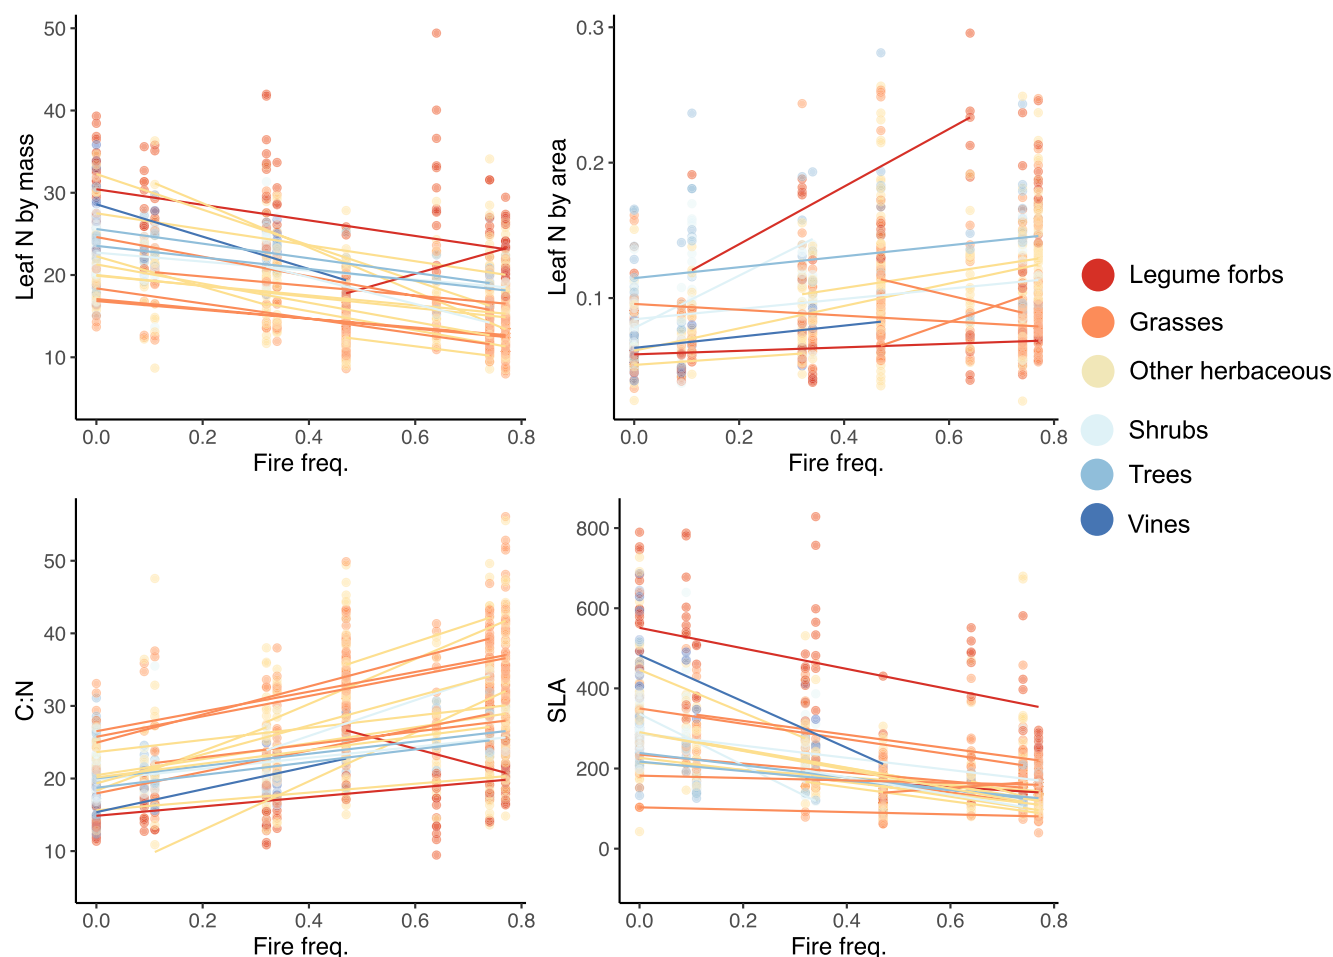 50
40
30
20
10
Leaf N by mass
0.0 0.2 0.4 0.6 0.8
Fire freq.
0.3
0.2
0.1
Leaf N by area
0.0 0.2 0.4 0.6 0.8
Fire freq.
Legume forbs
Grasses
Other herbaceous
Shrubs
Trees
Vines
50
40
30
20
10
C:N
0.0 0.2 0.4 0.6 0.8
Fire freq.
800
600
400
200
0
SLA
0.0 0.2 0.4 0.6 0.8
Fire freq.